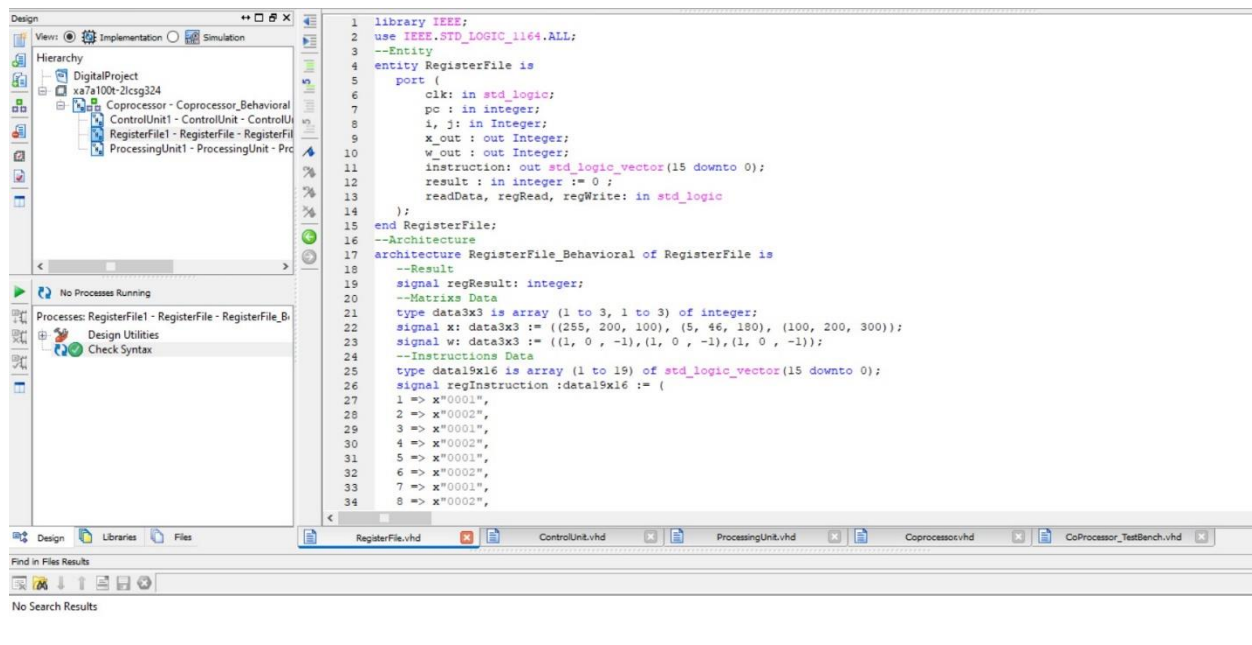 Design
View: Implementation Simulation
Hierarchy
DigitalProject
xa7a100t-2lcsg324
Coprocessor - Coprocessor_Behavioral
ControlUnit1 - ControlUnit - ControlU
RegisterFile1 - RegisterFile - RegisterFil
ProcessingUnit1 - ProcessingUnit - Pro
No Processes Running
Processes: RegisterFile1 - RegisterFile - RegisterFile_B
Design Utilities
Check Syntax
1 library IEEE;
2 use IEEE.STD_LOGIC_1164.ALL;
3 --Entity
4 entity RegisterFile is
5 port (
6 clk: in std_logic;
7 pc : in integer;
8 i, j: in Integer;
9 x_out : out Integer;
10 w_out : out Integer;
11 instruction: out std_logic_vector(15 downto 0);
12 result : in integer := 0 ;
13 readData, regRead, regWrite: in std_logic
14 );
15 end RegisterFile;
16 --Architecture
17 architecture RegisterFile_Behavioral of RegisterFile is
18 --Result
19 signal regResult: integer;
20 --Matrixs Data
21 type data3x3 is array (1 to 3, 1 to 3) of integer;
22 signal x: data3x3 := ((255, 200, 100), (5, 46, 180), (100, 200, 300));
23 signal w: data3x3 := ((1, 0 , -1),(1, 0 , -1),(1, 0 , -1));
24 --Instructions Data
25 type data19x16 is array (1 to 19) of std_logic_vector(15 downto 0);
26 signal regInstruction :data19x16 := (
27 1 => x"0001",
28 2 => x"0002",
29 3 => x"0001",
30 4 => x"0002",
31 5 => x"0001",
32 6 => x"0002",
33 7 => x"0001",
34 8 => x"0002",
Design Libraries Files
RegisterFile.vhd ControlUnit.vhd ProcessingUnit.vhd Coprocessor.vhd CoProcessor_TestBench.vhd
Find in Files Results
No Search Results